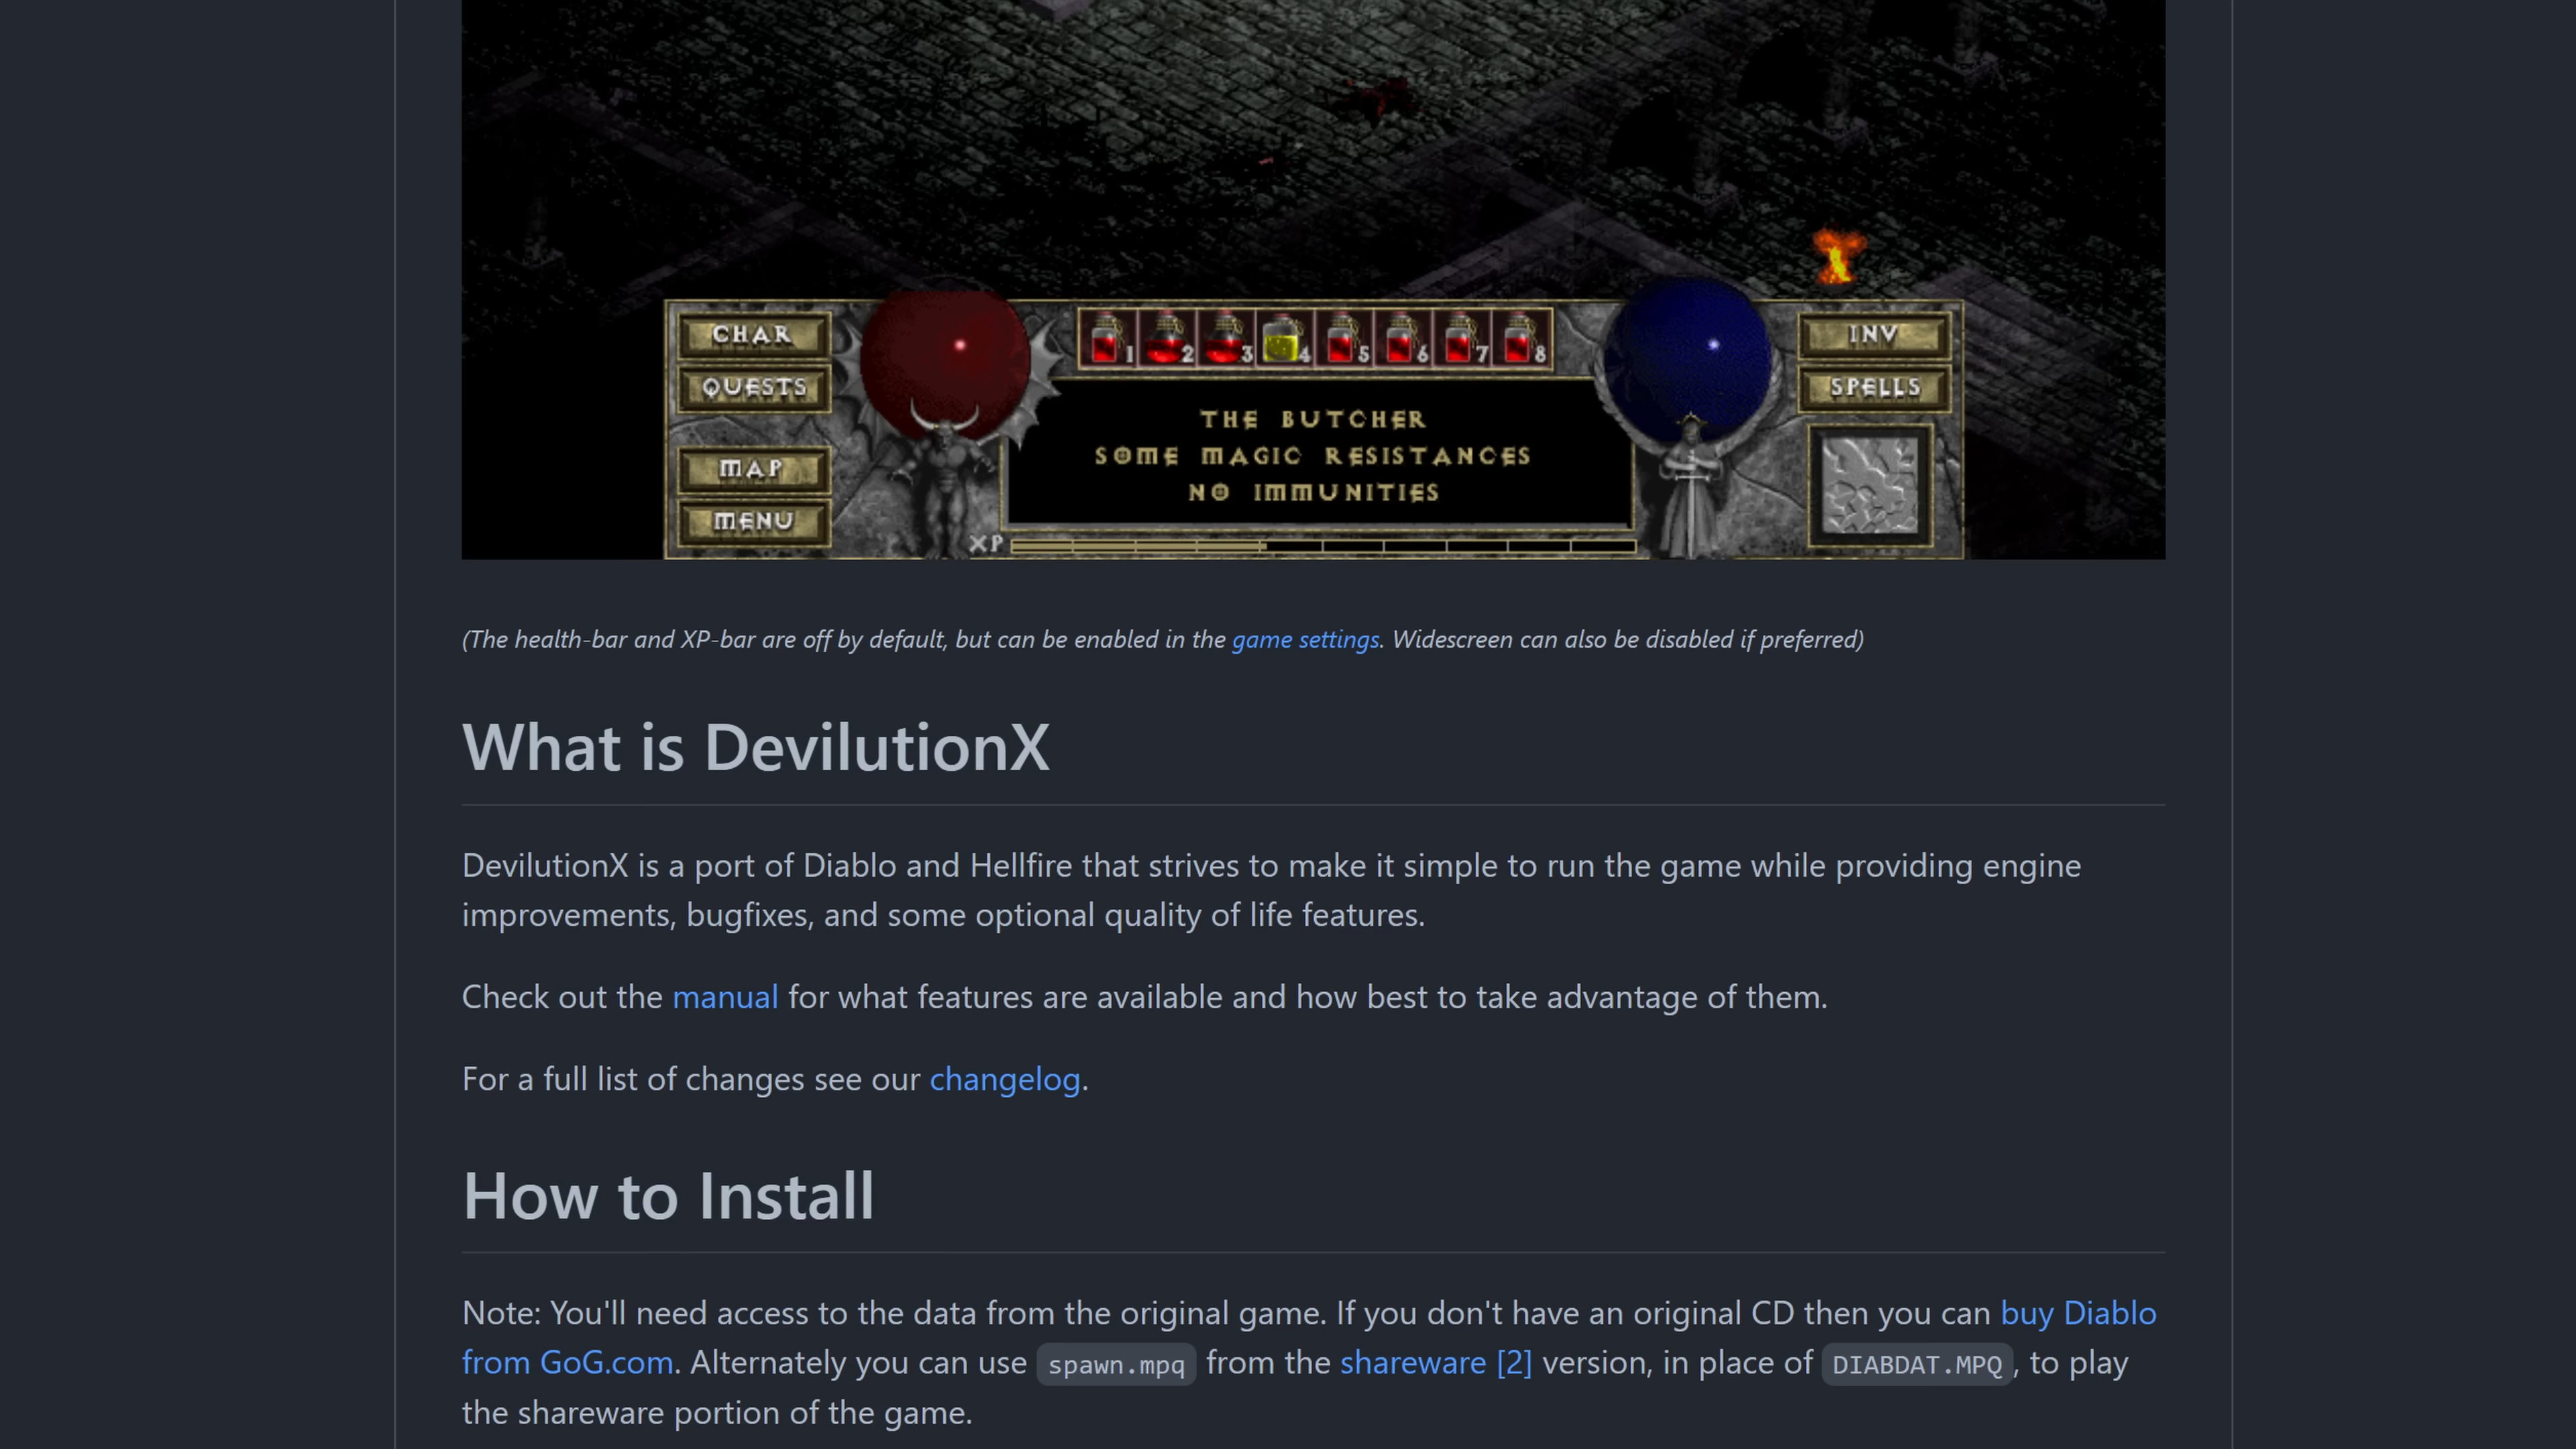 CHAR
QUESTS
MAP
MENU
1 2 3 4 5 6 7 8
THE BUTCHER
SOME MAGIC RESISTANCES
NO IMMUNITIES
XP
INV
SPELLS
(The health-bar and XP-bar are off by default, but can be enabled in the game settings. Widescreen can also be disabled if preferred)
What is DevilutionX
DevilutionX is a port of Diablo and Hellfire that strives to make it simple to run the game while providing engine
improvements, bugfixes, and some optional quality of life features.
Check out the manual for what features are available and how best to take advantage of them.
For a full list of changes see our changelog.
How to Install
Note: You'll need access to the data from the original game. If you don't have an original CD then you can buy Diablo
from GoG.com. Alternately you can use spawn.mpq from the shareware [2] version, in place of DIABDAT.MPQ, to play
the shareware portion of the game.